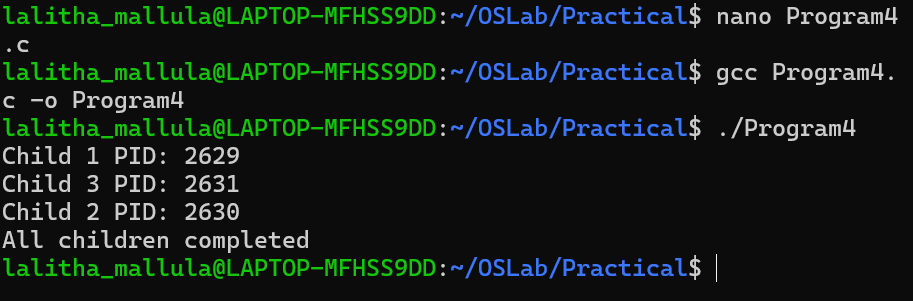 lalitha_mallula@LAPTOP-MFHSS9DD:~/OSLab/Practical$ nano Program4
.c
lalitha_mallula@LAPTOP-MFHSS9DD:~/OSLab/Practical$ gcc Program4.
c -o Program4
lalitha_mallula@LAPTOP-MFHSS9DD:~/OSLab/Practical$ ./Program4
Child 1 PID: 2629
Child 3 PID: 2631
Child 2 PID: 2630
All children completed
lalitha_mallula@LAPTOP-MFHSS9DD:~/OSLab/Practical$